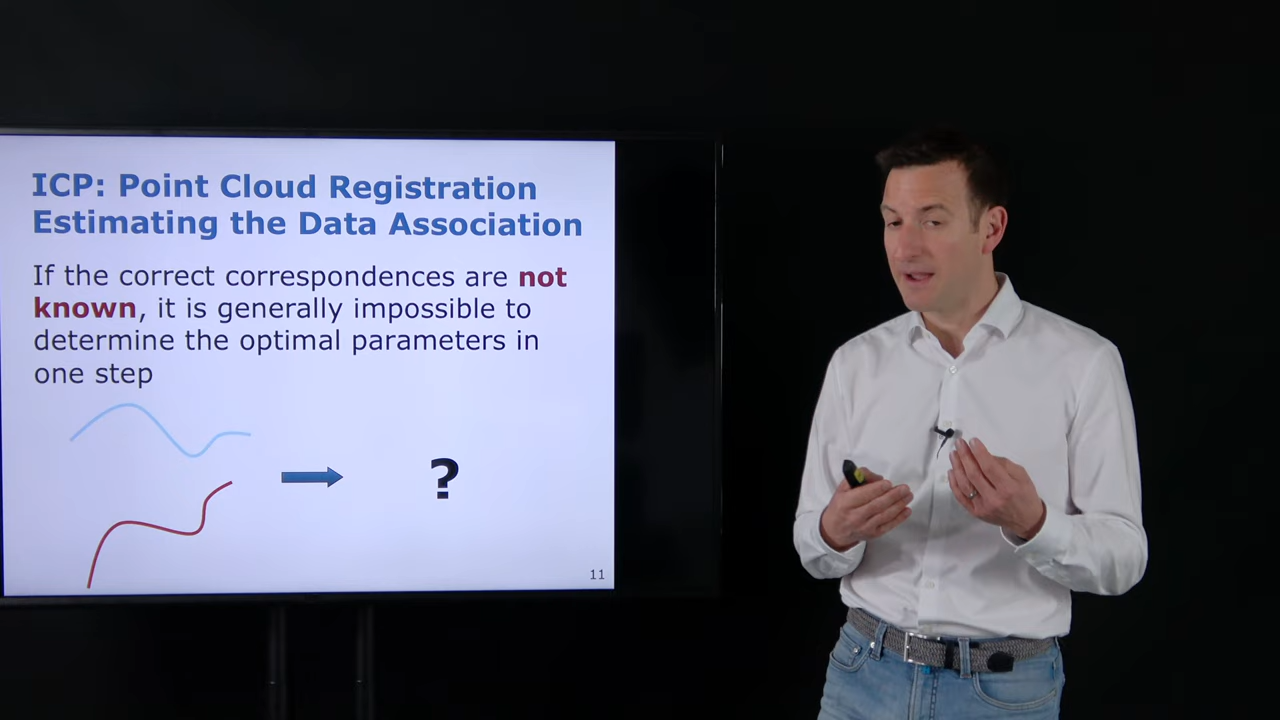 ICP: Point Cloud Registration
Estimating the Data Association
If the correct correspondences are not
known, it is generally impossible to
determine the optimal parameters in
one step
?
11